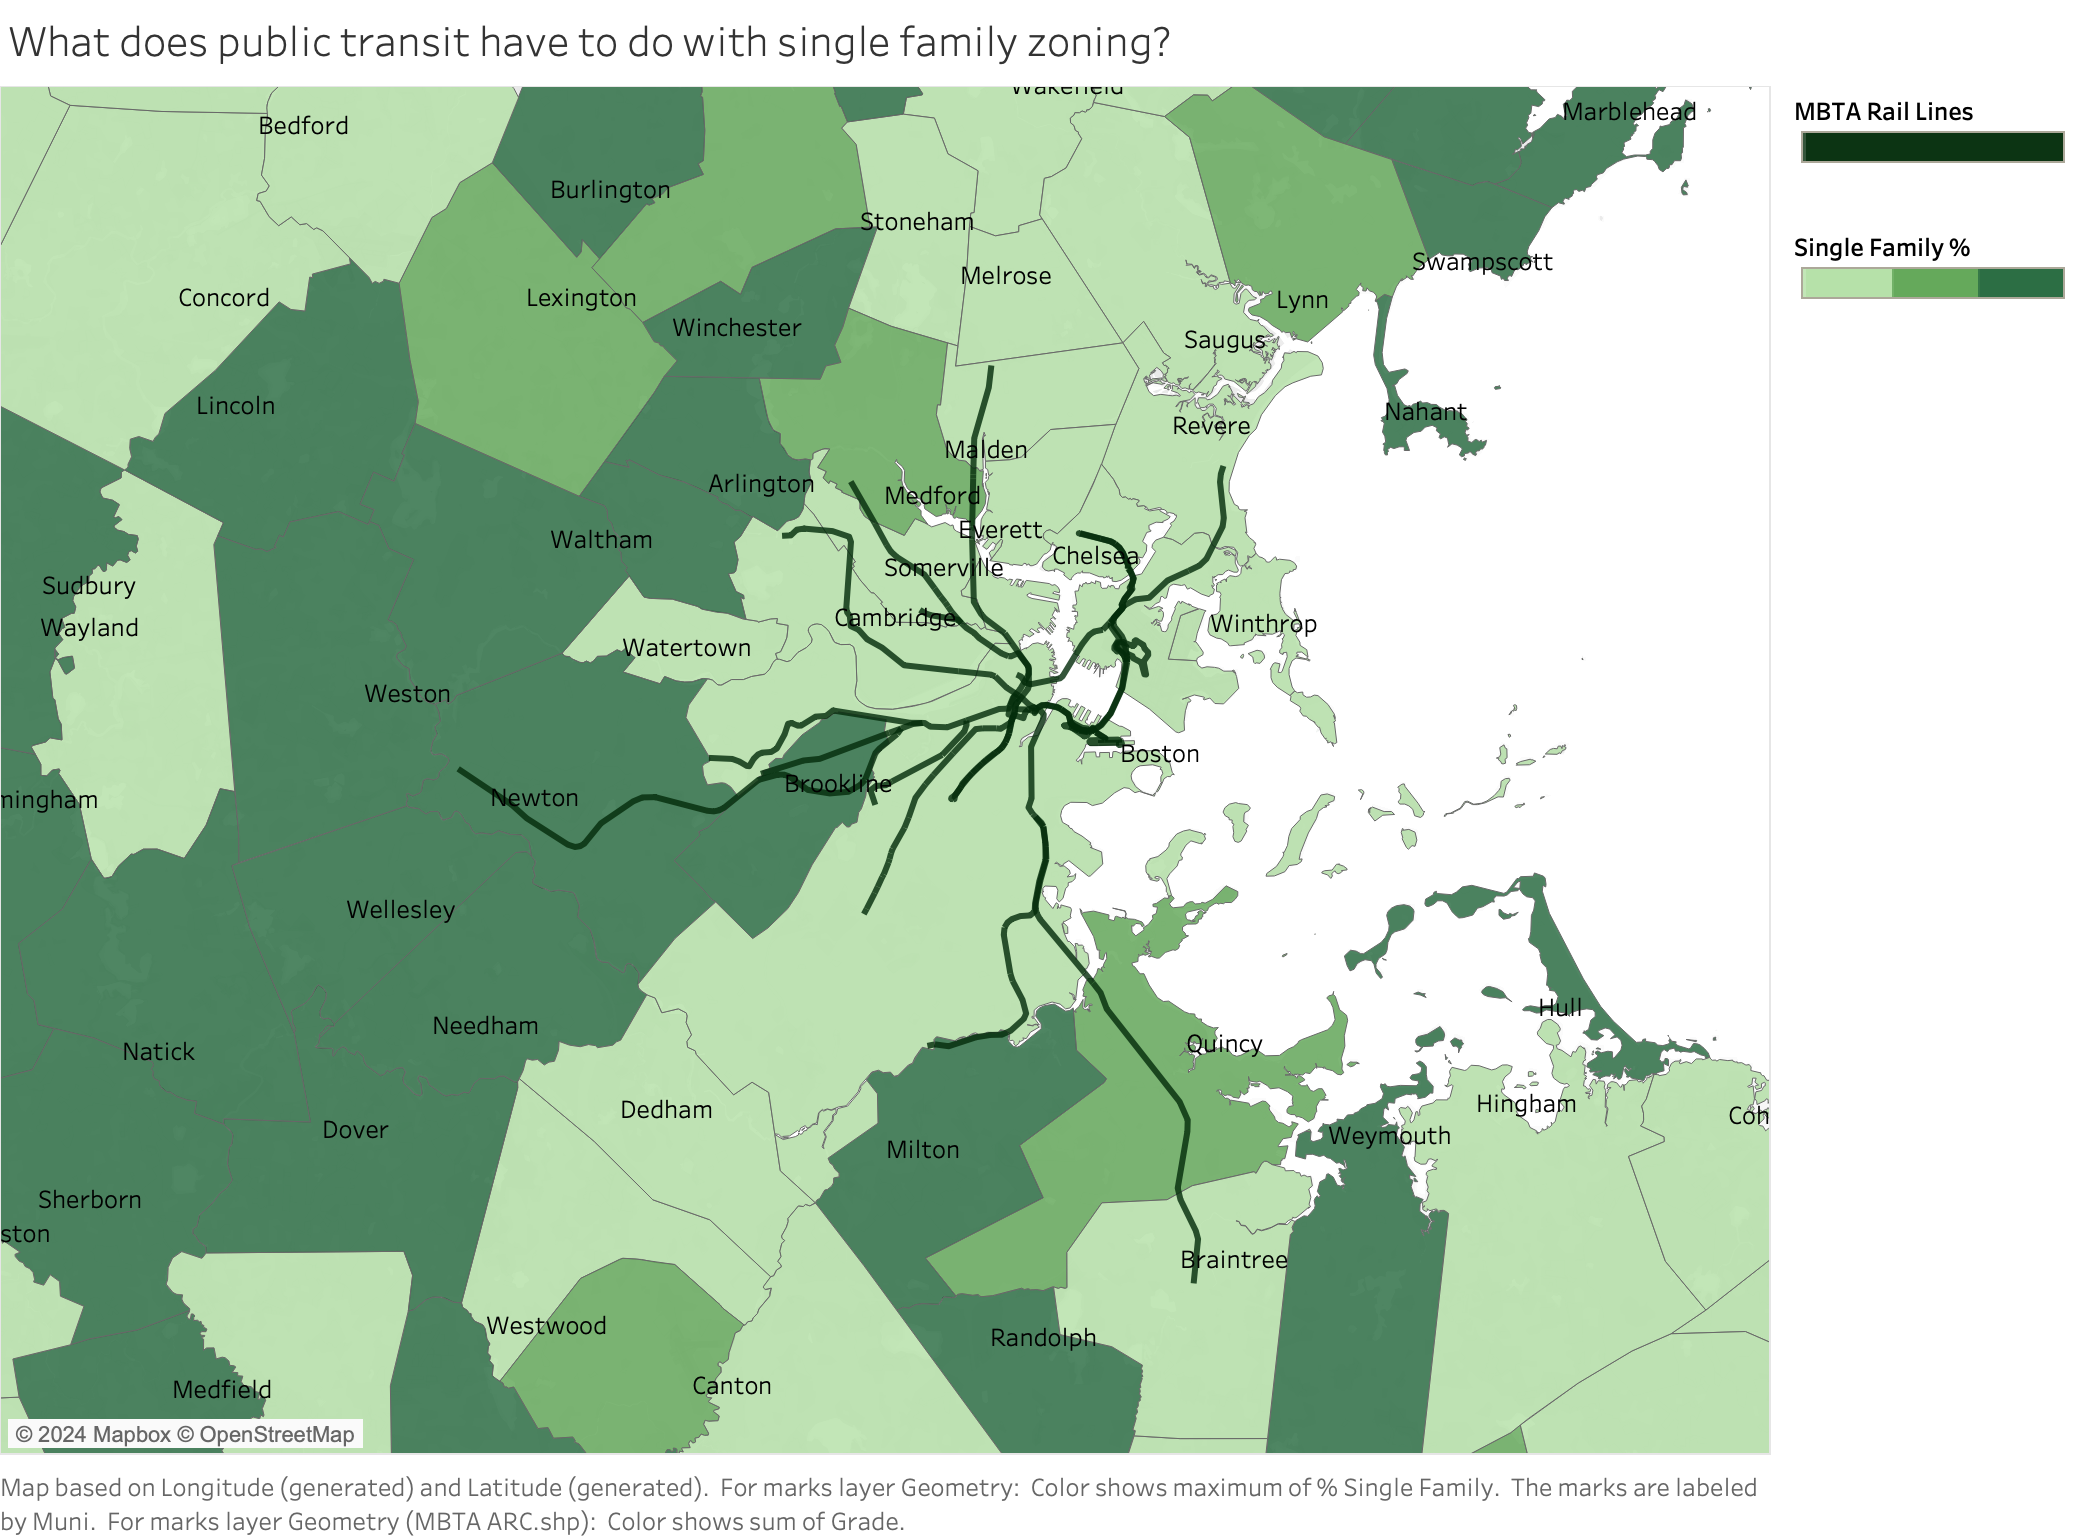 What does public transit have to do with single family zoning?
MBTA Rail Lines
Single Family %
Wakefield
Marblehead
Bedford
Burlington
Stoneham
Swampscott
Melrose
Concord
Lexington
Lynn
Winchester
Saugus
Lincoln
Nahant
Revere
Malden
Arlington
Medford
Everett
Waltham
Chelsea
Somerville
Sudbury
Cambridge
Winthrop
Wayland
Watertown
Weston
Boston
Brookline
Newton
mingham
Wellesley
Hull
Needham
Quincy
Natick
Hingham
Dedham
Coh
Dover
Weymouth
Milton
Sherborn
ston
Braintree
Westwood
Randolph
Canton
Medfield
© 2024 Mapbox © OpenStreetMap
Map based on Longitude (generated) and Latitude (generated).  For marks layer Geometry:  Color shows maximum of % Single Family.  The marks are labeled
by Muni.  For marks layer Geometry (MBTA ARC.shp):  Color shows sum of Grade.